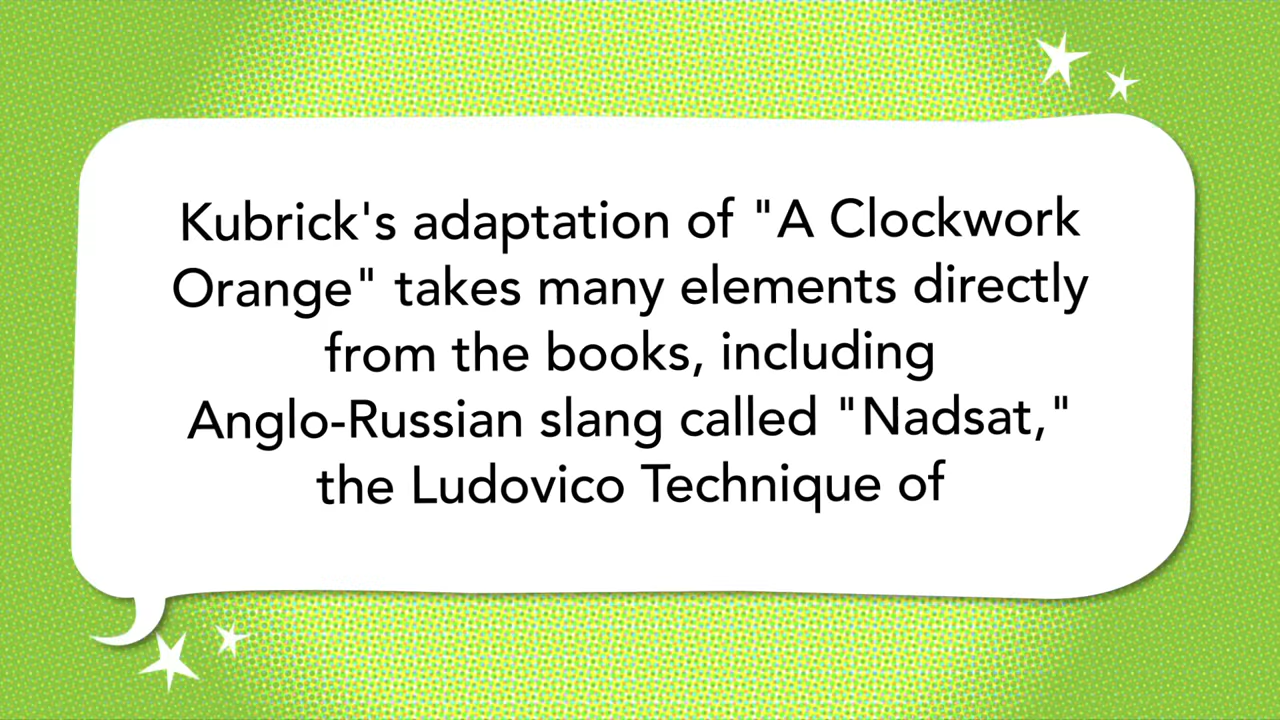 Kubrick's adaptation of "A Clockwork
Orange" takes many elements directly
from the books, including
Anglo-Russian slang called "Nadsat,"
the Ludovico Technique of